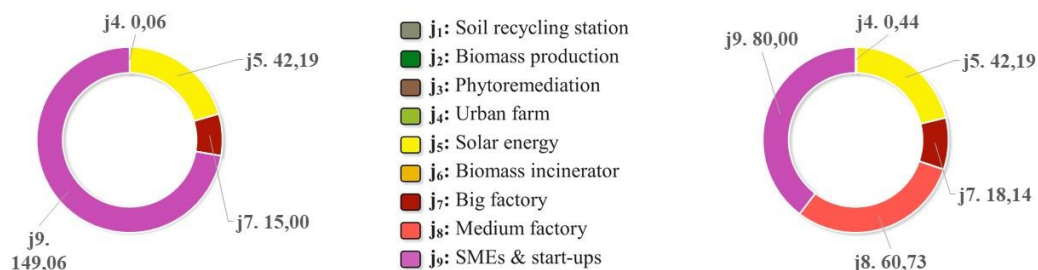 j4. 0,06
j5. 42,19
j7. 15,00
j9.
149,06
j₁: Soil recycling station
j₂: Biomass production
j₃: Phytoremediation
j₄: Urban farm
j₅: Solar energy
j₆: Biomass incinerator
j₇: Big factory
j₈: Medium factory
j₉: SMEs & start-ups
j4. 0,44
j9. 80,00
j5. 42,19
j7. 18,14
j8. 60,73